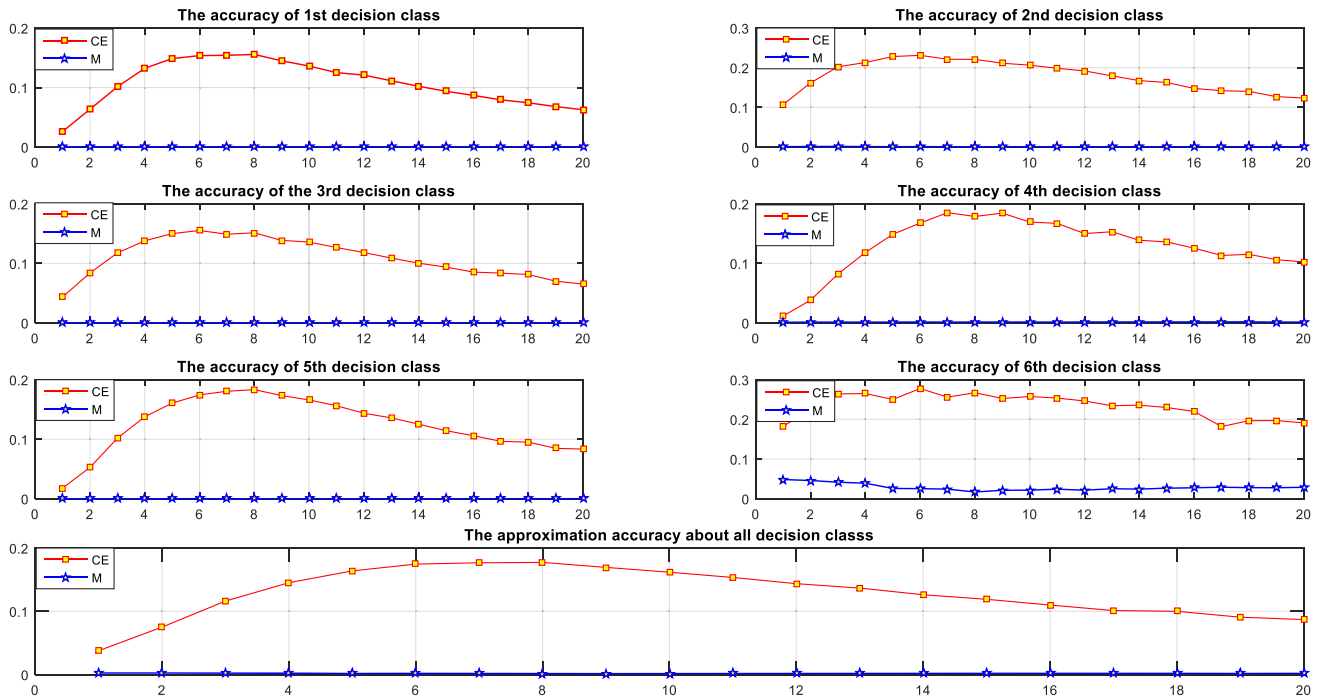 The accuracy of 1st decision class
0.2
0.1
0
CE
M
0 2 4 6 8 10 12 14 16 18 20
The accuracy of 2nd decision class
0.3
0.2
0.1
0
CE
M
0 2 4 6 8 10 12 14 16 18 20
The accuracy of the 3rd decision class
0.2
0.1
0
CE
M
0 2 4 6 8 10 12 14 16 18 20
The accuracy of 4th decision class
0.2
0.1
0
CE
M
0 2 4 6 8 10 12 14 16 18 20
The accuracy of 5th decision class
0.2
0.1
0
CE
M
0 2 4 6 8 10 12 14 16 18 20
The accuracy of 6th decision class
0.3
0.2
0.1
0
CE
M
0 2 4 6 8 10 12 14 16 18 20
The approximation accuracy about all decision classs
0.2
0.1
0
CE
M
0 2 4 6 8 10 12 14 16 18 20